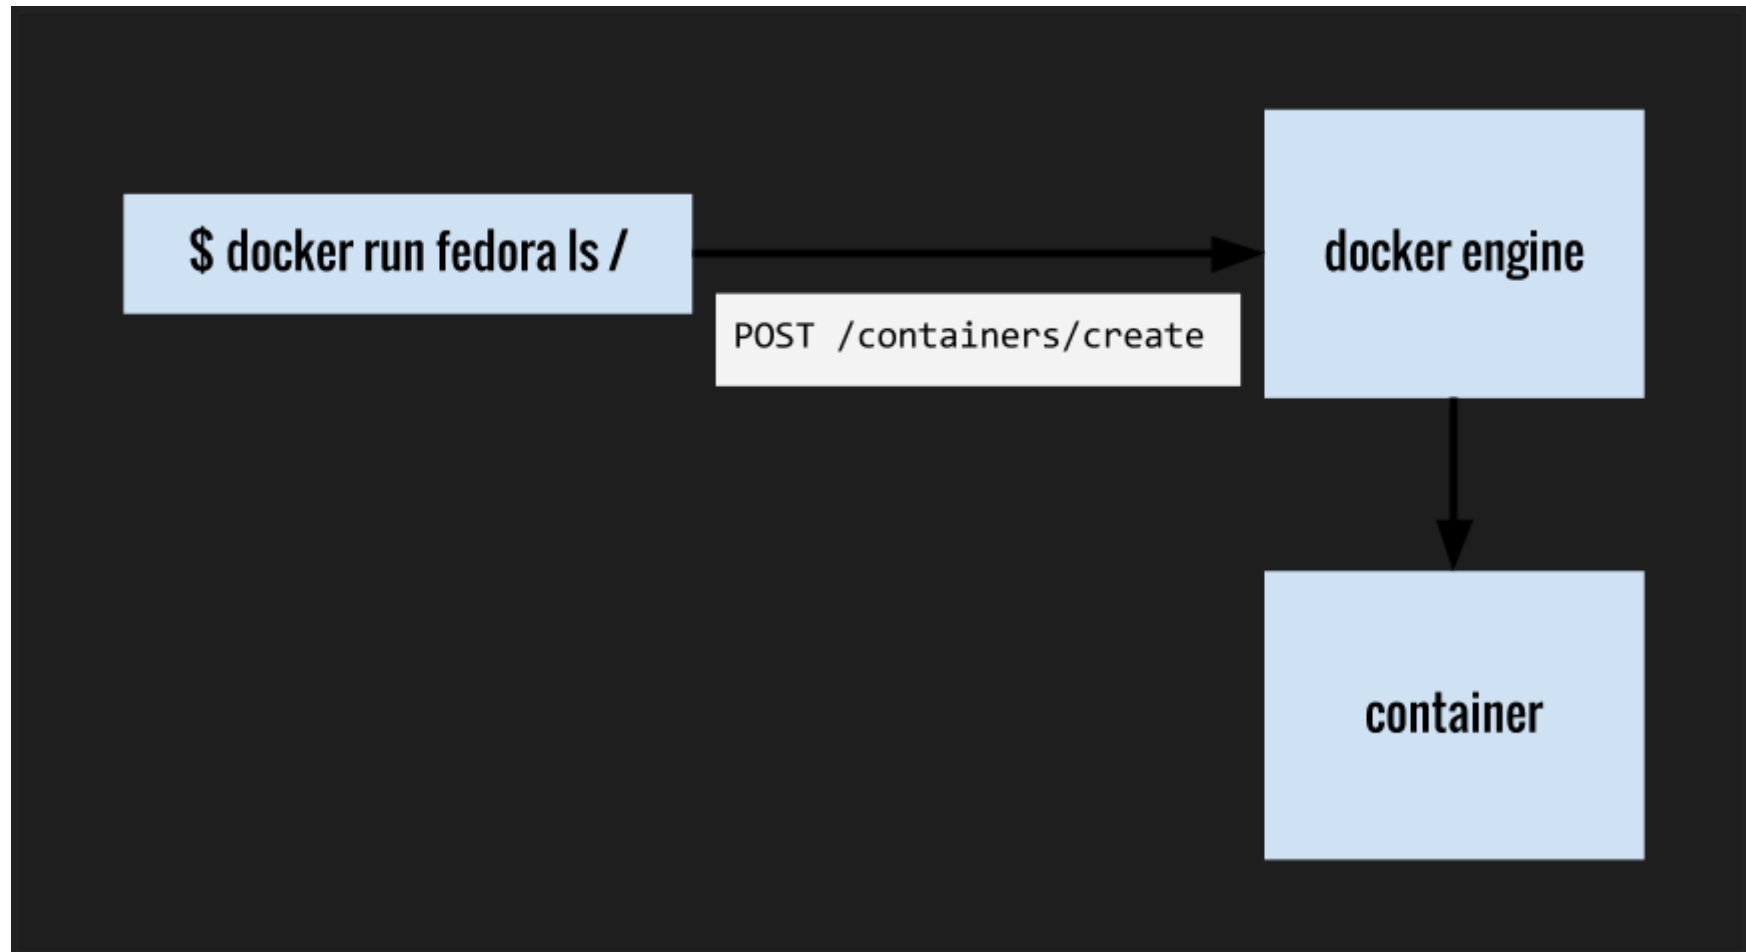 $ docker run fedora ls /
docker engine
POST /containers/create
container